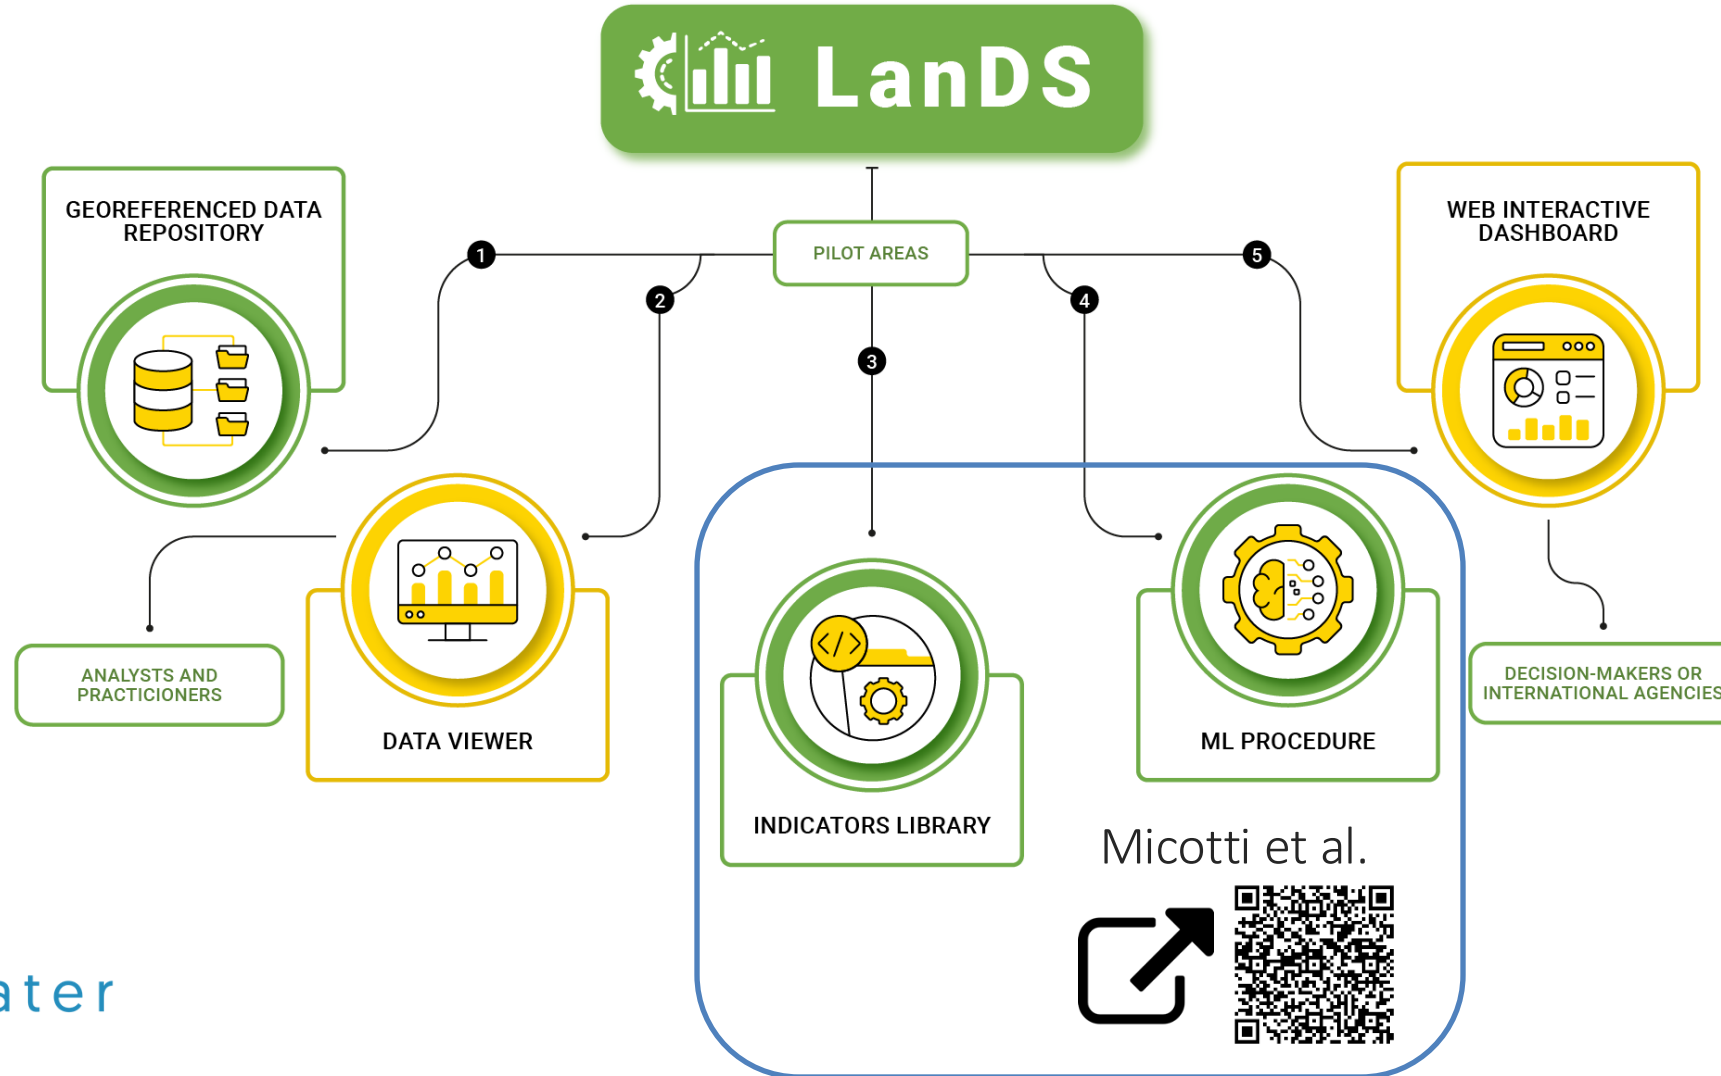 LanDS
GEOREFERENCED DATA
REPOSITORY
WEB INTERACTIVE
DASHBOARD
PILOT AREAS
1
2
3
4
5
ANALYSTS AND
PRACTICIONERS
DATA VIEWER
INDICATORS LIBRARY
</>
ML PROCEDURE
DECISION-MAKERS OR
INTERNATIONAL AGENCIES
Micotti et al.
ater